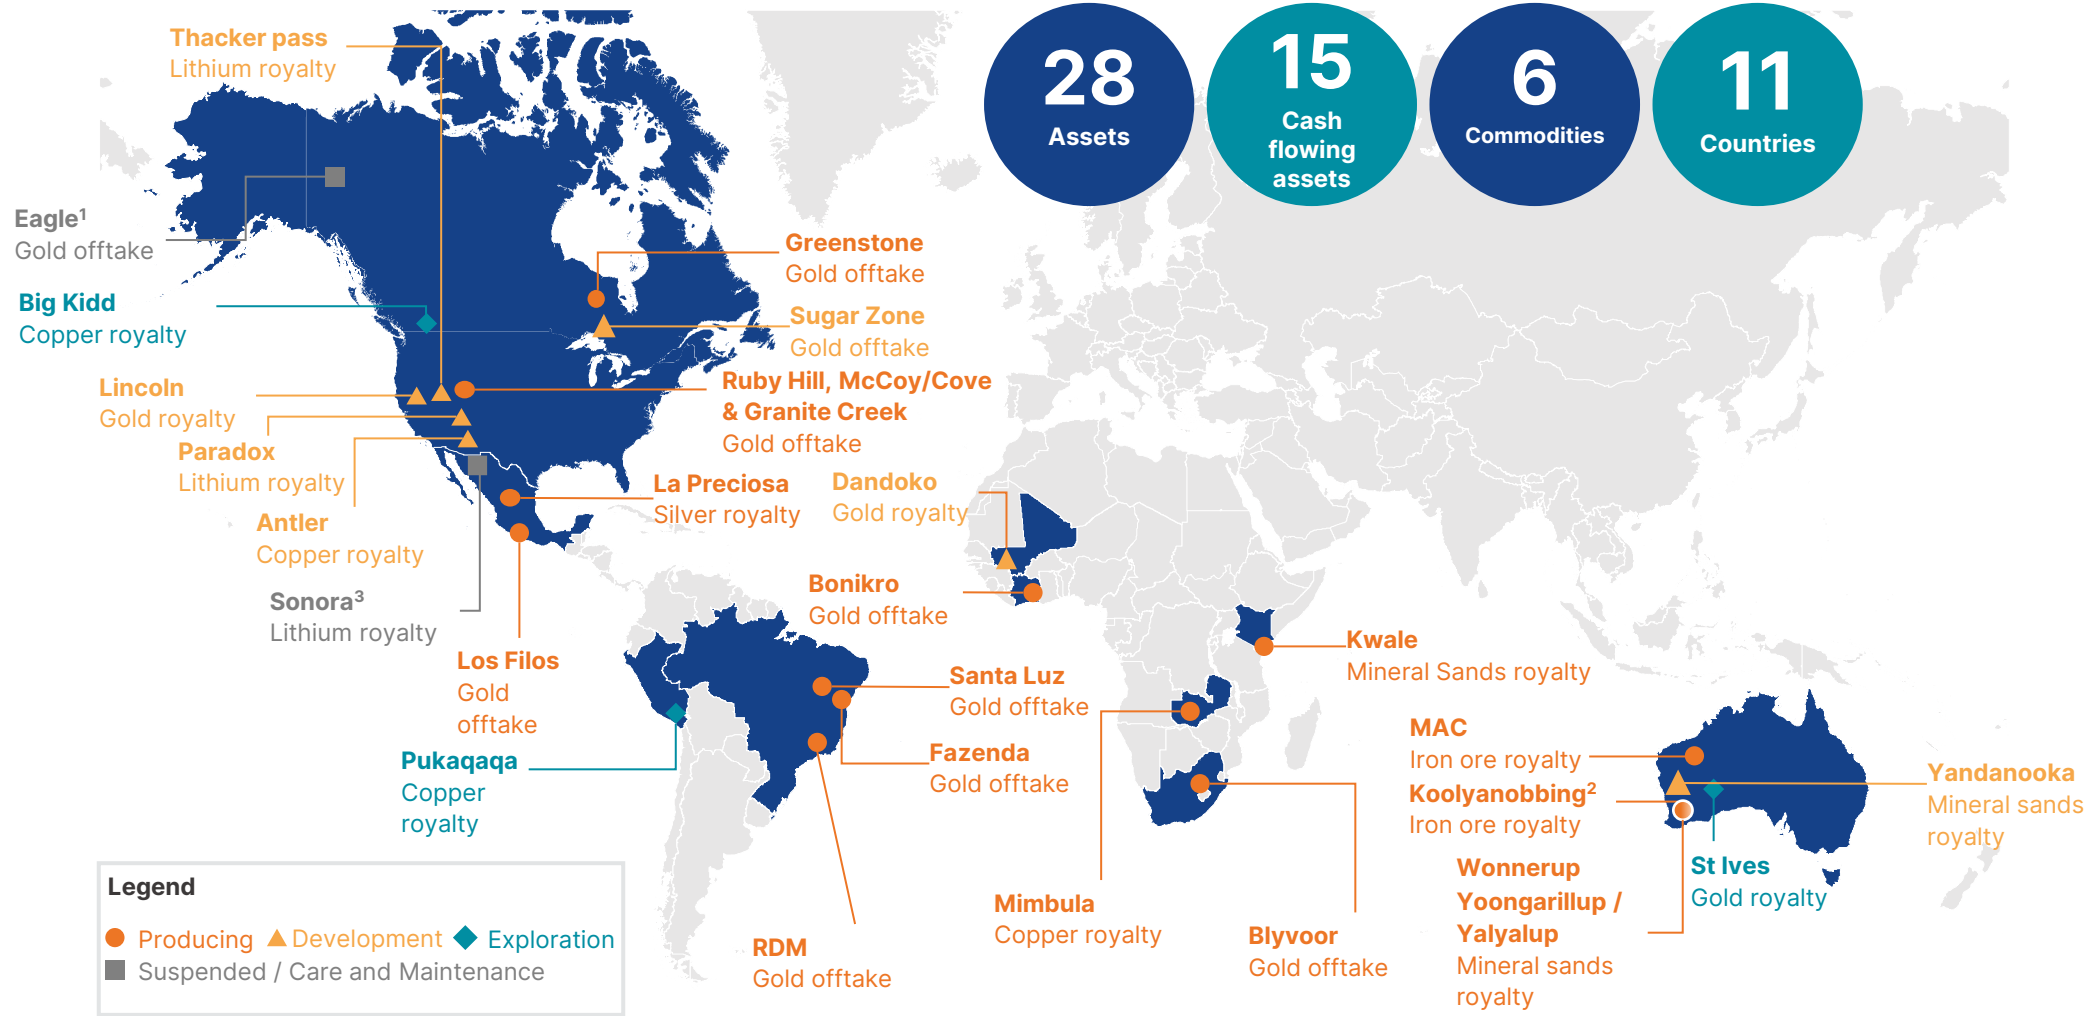 28
Assets
15
Cash
flowing
assets
6
Commodities
11
Countries
Thacker pass
Lithium royalty
Eagle¹
Gold offtake
Big Kidd
Copper royalty
Lincoln
Gold royalty
Paradox
Lithium royalty
Antler
Copper royalty
Sonora³
Lithium royalty
Los Filos
Gold
offtake
Pukaqaqa
Copper
royalty
Greenstone
Gold offtake
Sugar Zone
Gold offtake
Ruby Hill, McCoy/Cove
& Granite Creek
Gold offtake
La Preciosa
Silver royalty
Dandoko
Gold royalty
Bonikro
Gold offtake
Santa Luz
Gold offtake
Fazenda
Gold offtake
RDM
Gold offtake
Kwale
Mineral Sands royalty
Mimbula
Copper royalty
Blyvoor
Gold offtake
MAC
Iron ore royalty
Koolyanobbing²
Iron ore royalty
Wonnerup
Yoongarillup /
Yalyalup
Mineral sands
royalty
St Ives
Gold royalty
Yandanooka
Mineral sands
royalty
Legend
Producing Development Exploration
Suspended / Care and Maintenance